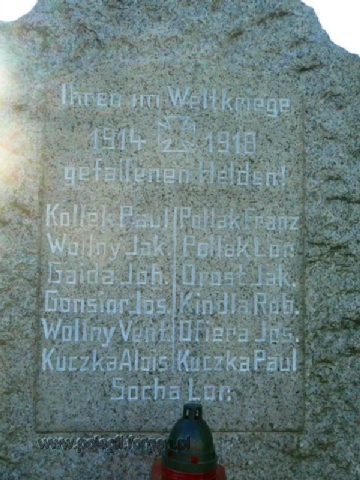 Ihren im Weltkriege
1914 1918
gefallenen Helden!
Kollek Paul Pollak Franz
Wollny Jak. Pollak Lor.
Gaida Joh. Drost Jak.
Gonsior Jos. Kindla Rob.
Wollny Vent. Ofiera Jos.
Kuczka Alois Kuczka Paul
Socha Lor.